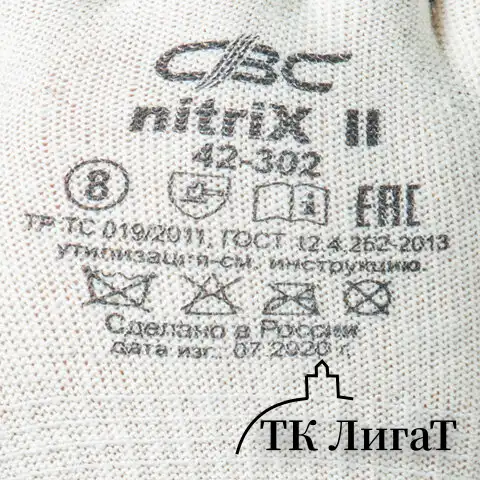 СВС
nitriX II
42-302
8
ЕАС
ТР ТС 019/2011, ГОСТ 12.4.252-2013
утилизация-см. инструкцию.
Сделано в России
дата изг.: 07 2020 г.
ТК ЛигаТ